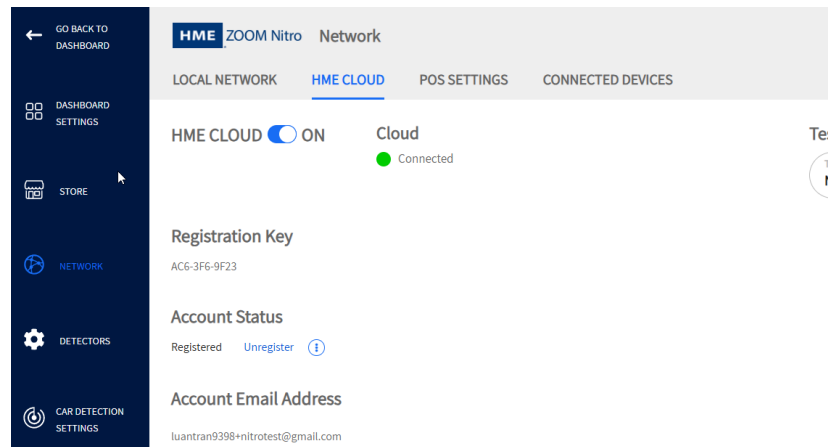 GO BACK TO
DASHBOARD
DASHBOARD
SETTINGS
STORE
NETWORK
DETECTORS
CAR DETECTION
SETTINGS
HME ZOOM Nitro Network
LOCAL NETWORK HME CLOUD POS SETTINGS CONNECTED DEVICES
HME CLOUD ON
Cloud
Connected
Registration Key
AC6-3F6-9F23
Account Status
Registered Unregister
Account Email Address
luantran9398+nitrotest@gmail.com